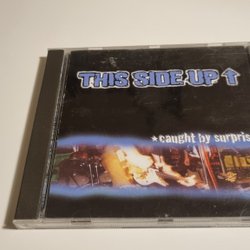 THIS SIDE UP ↑
★ caught by surpris